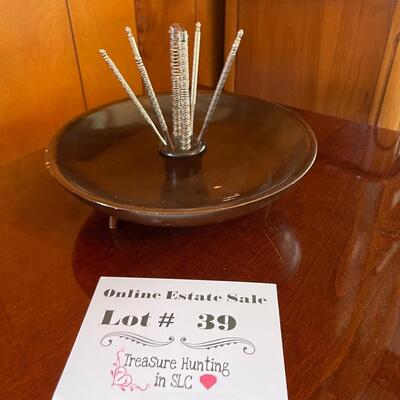 Online Estate Sale
Lot # 39
Treasure Hunting
in SLC